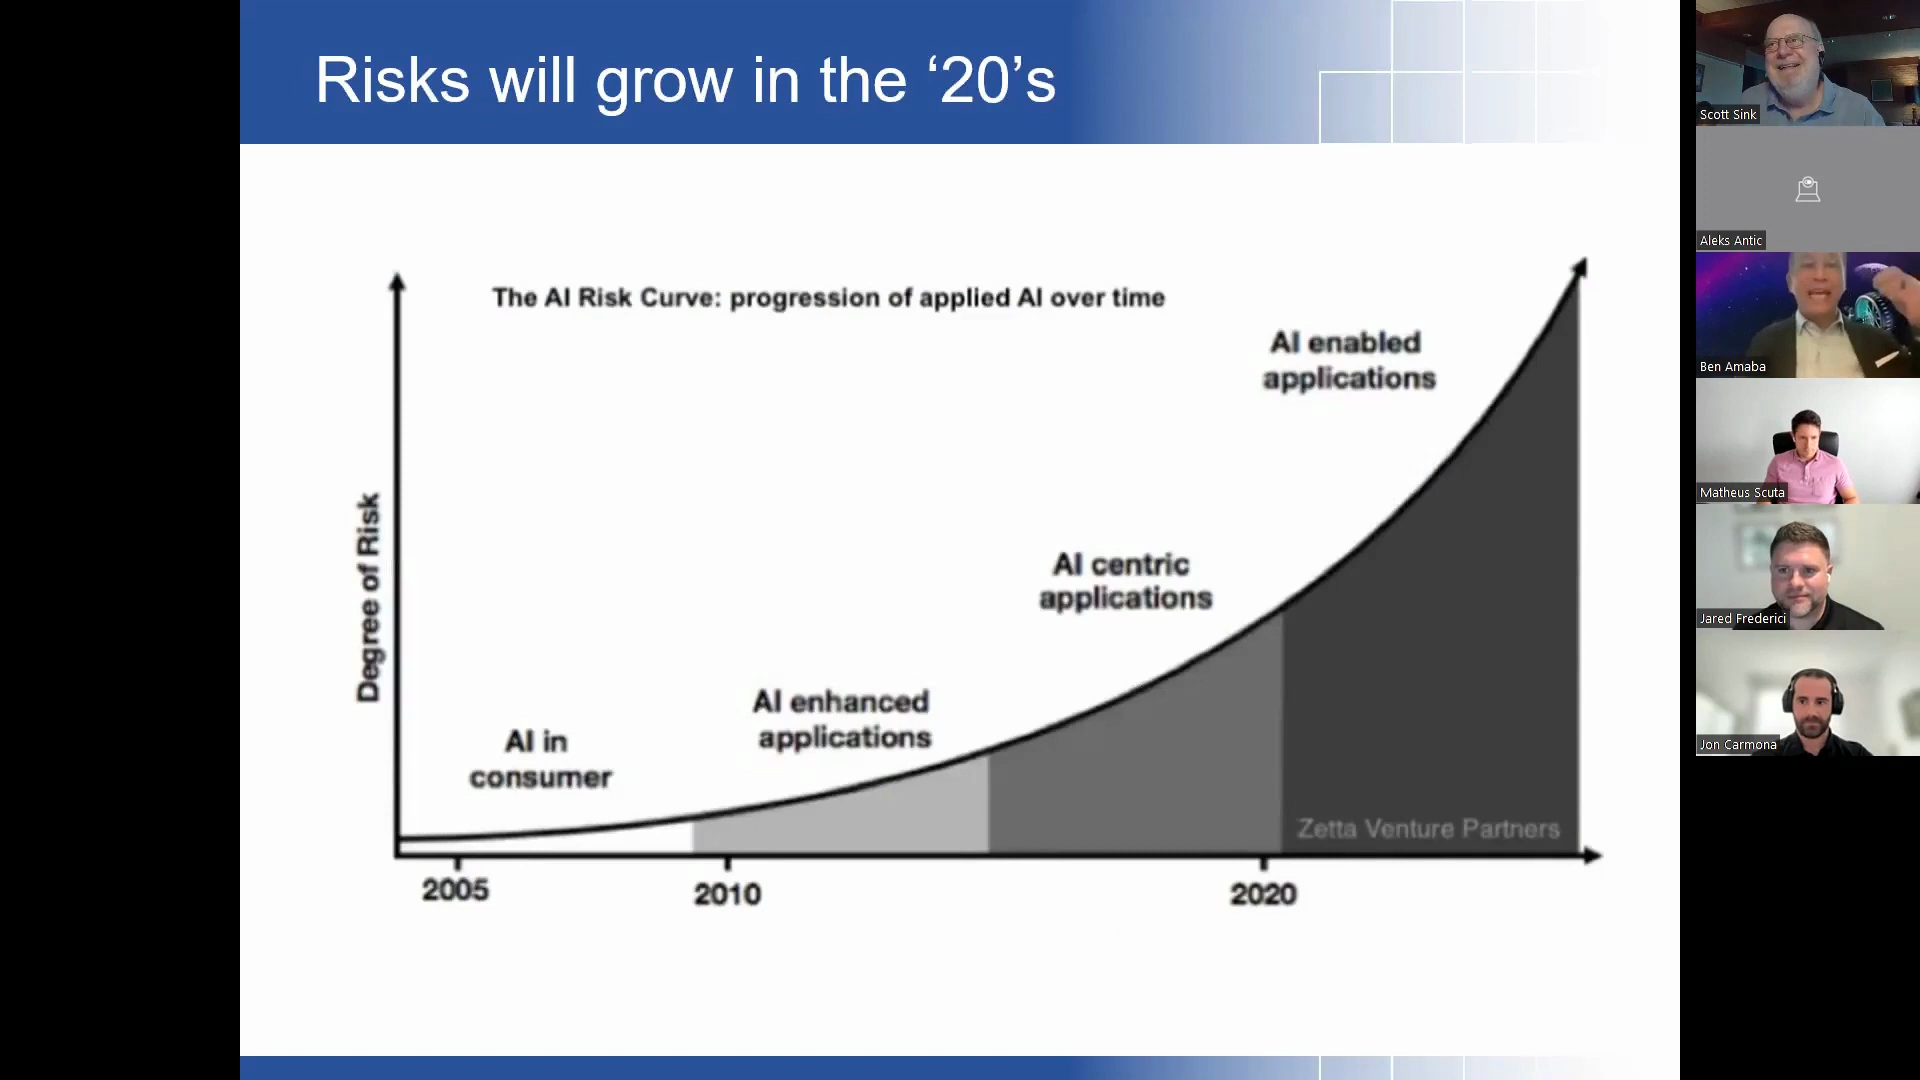 Risks will grow in the ‘20’s
The AI Risk Curve: progression of applied AI over time
AI enabled
applications
AI centric
applications
AI enhanced
applications
AI in
consumer
Degree of Risk
Zetta Venture Partners
2005
2010
2020
Scott Sink
Aleks Antic
Ben Amaba
Matheus Scuta
Jared Frederici
Jon Carmona